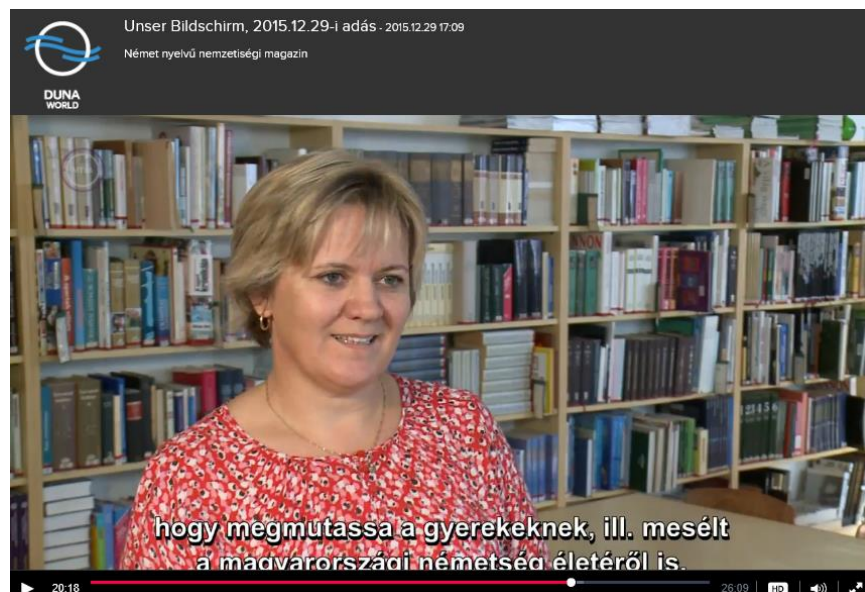 Unser Bildschirm, 2015.12.29-i adás - 2015.12.29 17:09
Német nyelvű nemzetiségi magazin
DUNA
WORLD
hogy megmutassa a gyerekeknek, ill. mesélt
a magyarországi németség életéről is.
20:18
26:09
HD